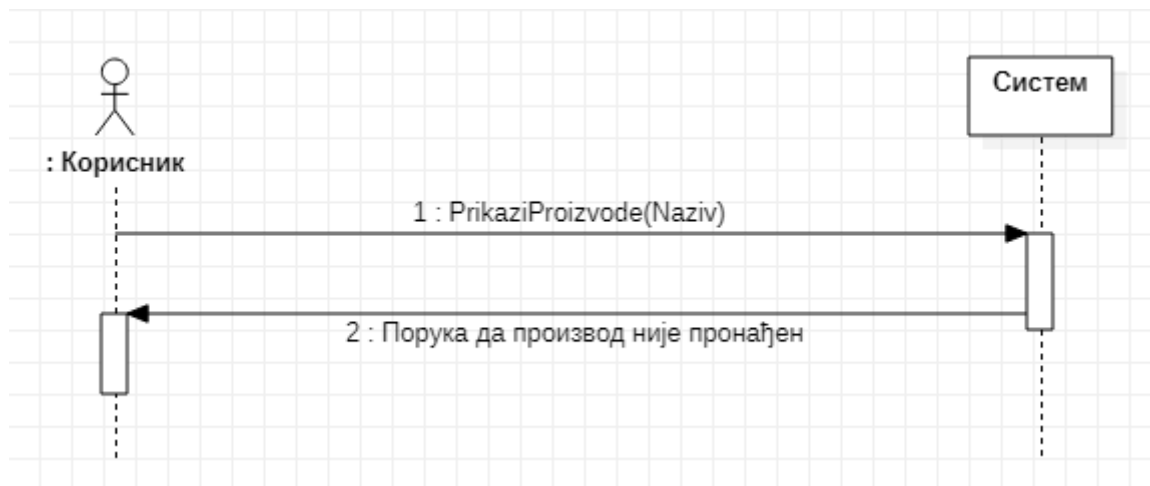 Систем
: Корисник
1 : PrikaziProizvode(Naziv)
2 : Порука да производ није пронађен